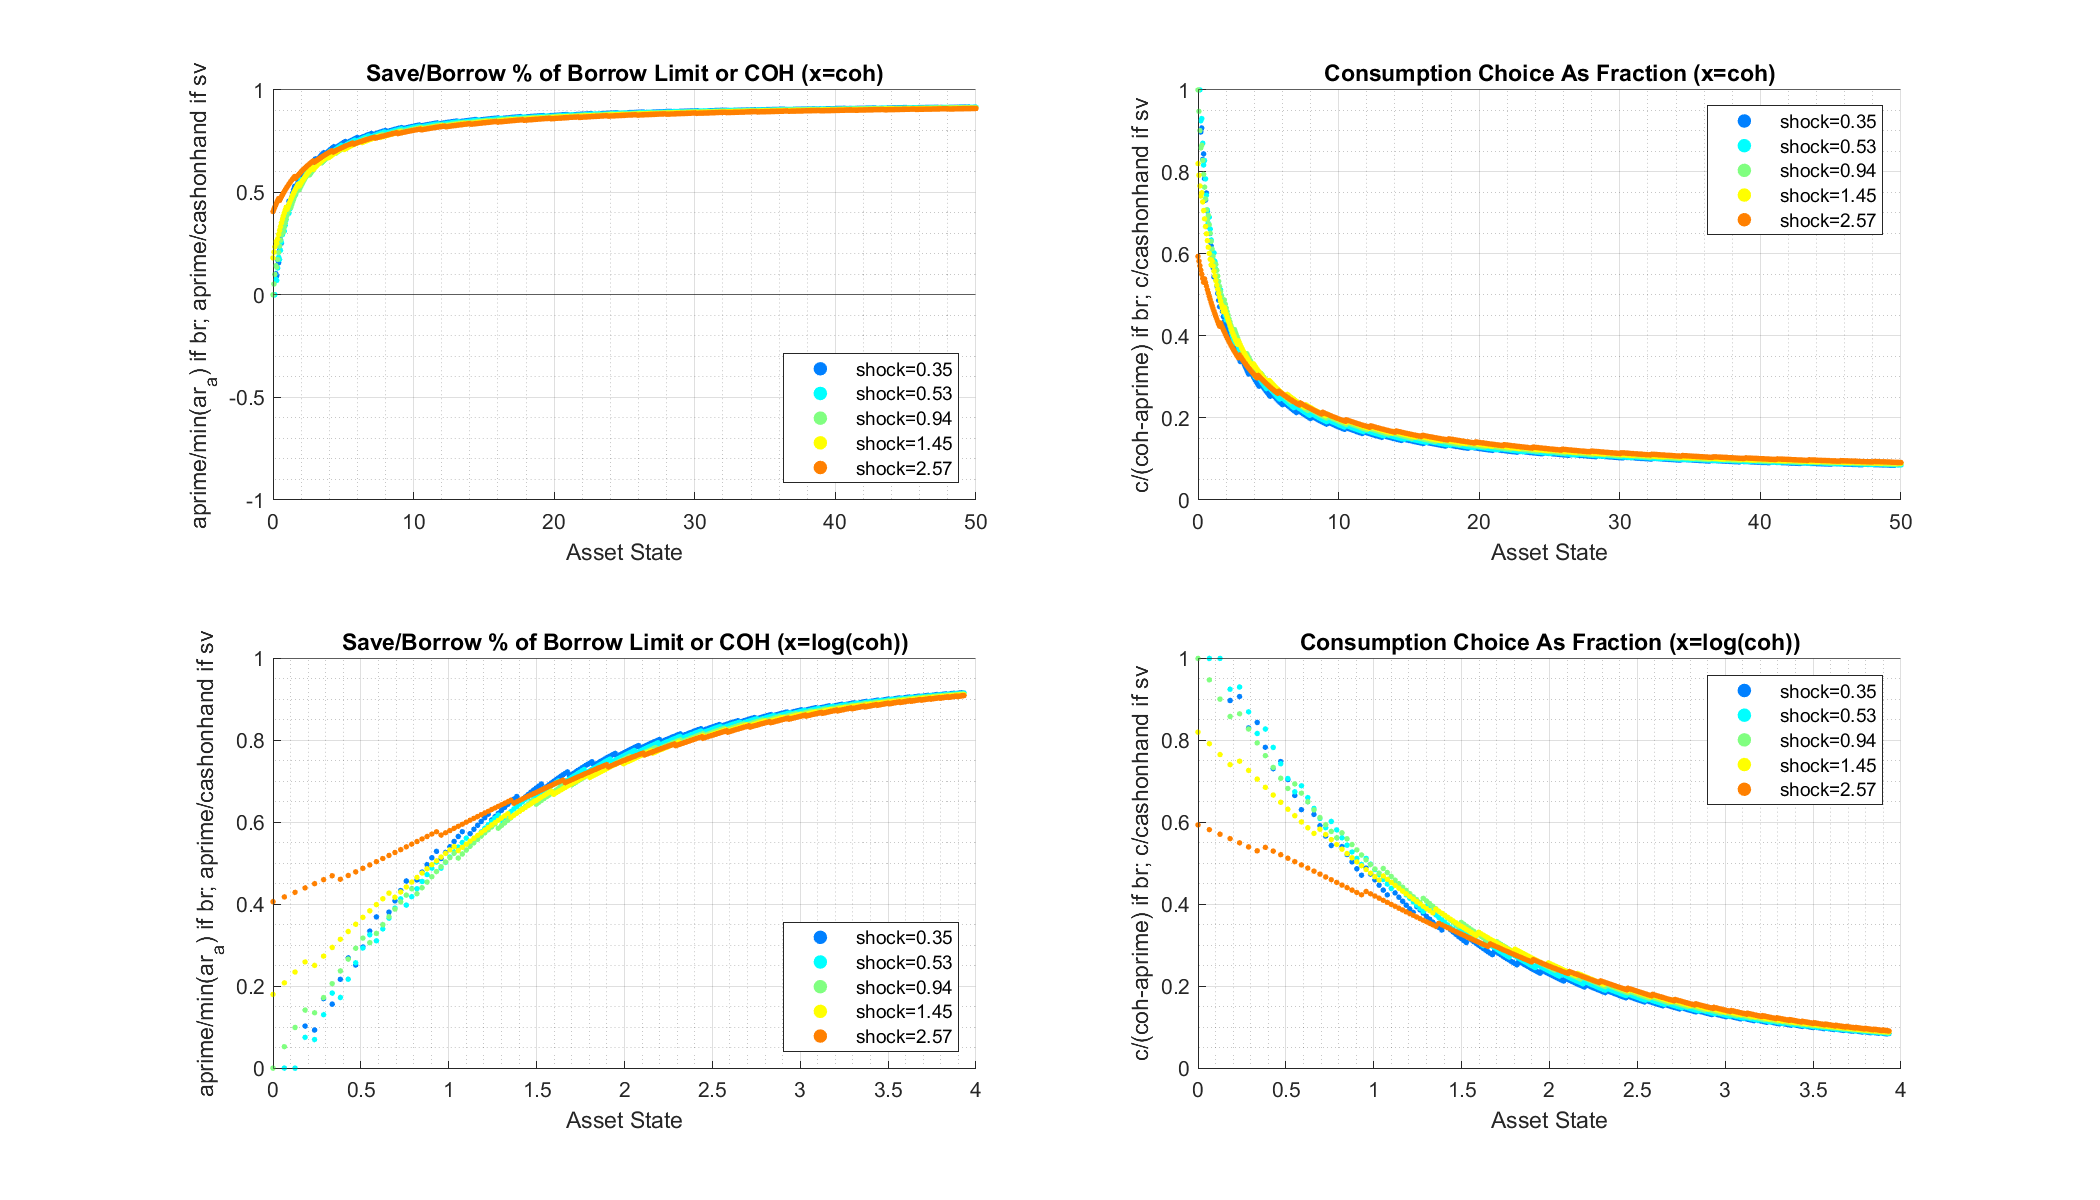 Save/Borrow % of Borrow Limit or COH (x=coh)
aprime/min(ar_a) if br; aprime/cashonhand if sv
1
0.5
0
-0.5
-1
0 10 20 30 40 50
Asset State
shock=0.35
shock=0.53
shock=0.94
shock=1.45
shock=2.57
Consumption Choice As Fraction (x=coh)
c/(coh-aprime) if br; c/cashonhand if sv
1
0.8
0.6
0.4
0.2
0
0 10 20 30 40 50
Asset State
shock=0.35
shock=0.53
shock=0.94
shock=1.45
shock=2.57
Save/Borrow % of Borrow Limit or COH (x=log(coh))
aprime/min(ar_a) if br; aprime/cashonhand if sv
1
0.8
0.6
0.4
0.2
0
0 0.5 1 1.5 2 2.5 3 3.5 4
Asset State
shock=0.35
shock=0.53
shock=0.94
shock=1.45
shock=2.57
Consumption Choice As Fraction (x=log(coh))
c/(coh-aprime) if br; c/cashonhand if sv
1
0.8
0.6
0.4
0.2
0
0 0.5 1 1.5 2 2.5 3 3.5 4
Asset State
shock=0.35
shock=0.53
shock=0.94
shock=1.45
shock=2.57